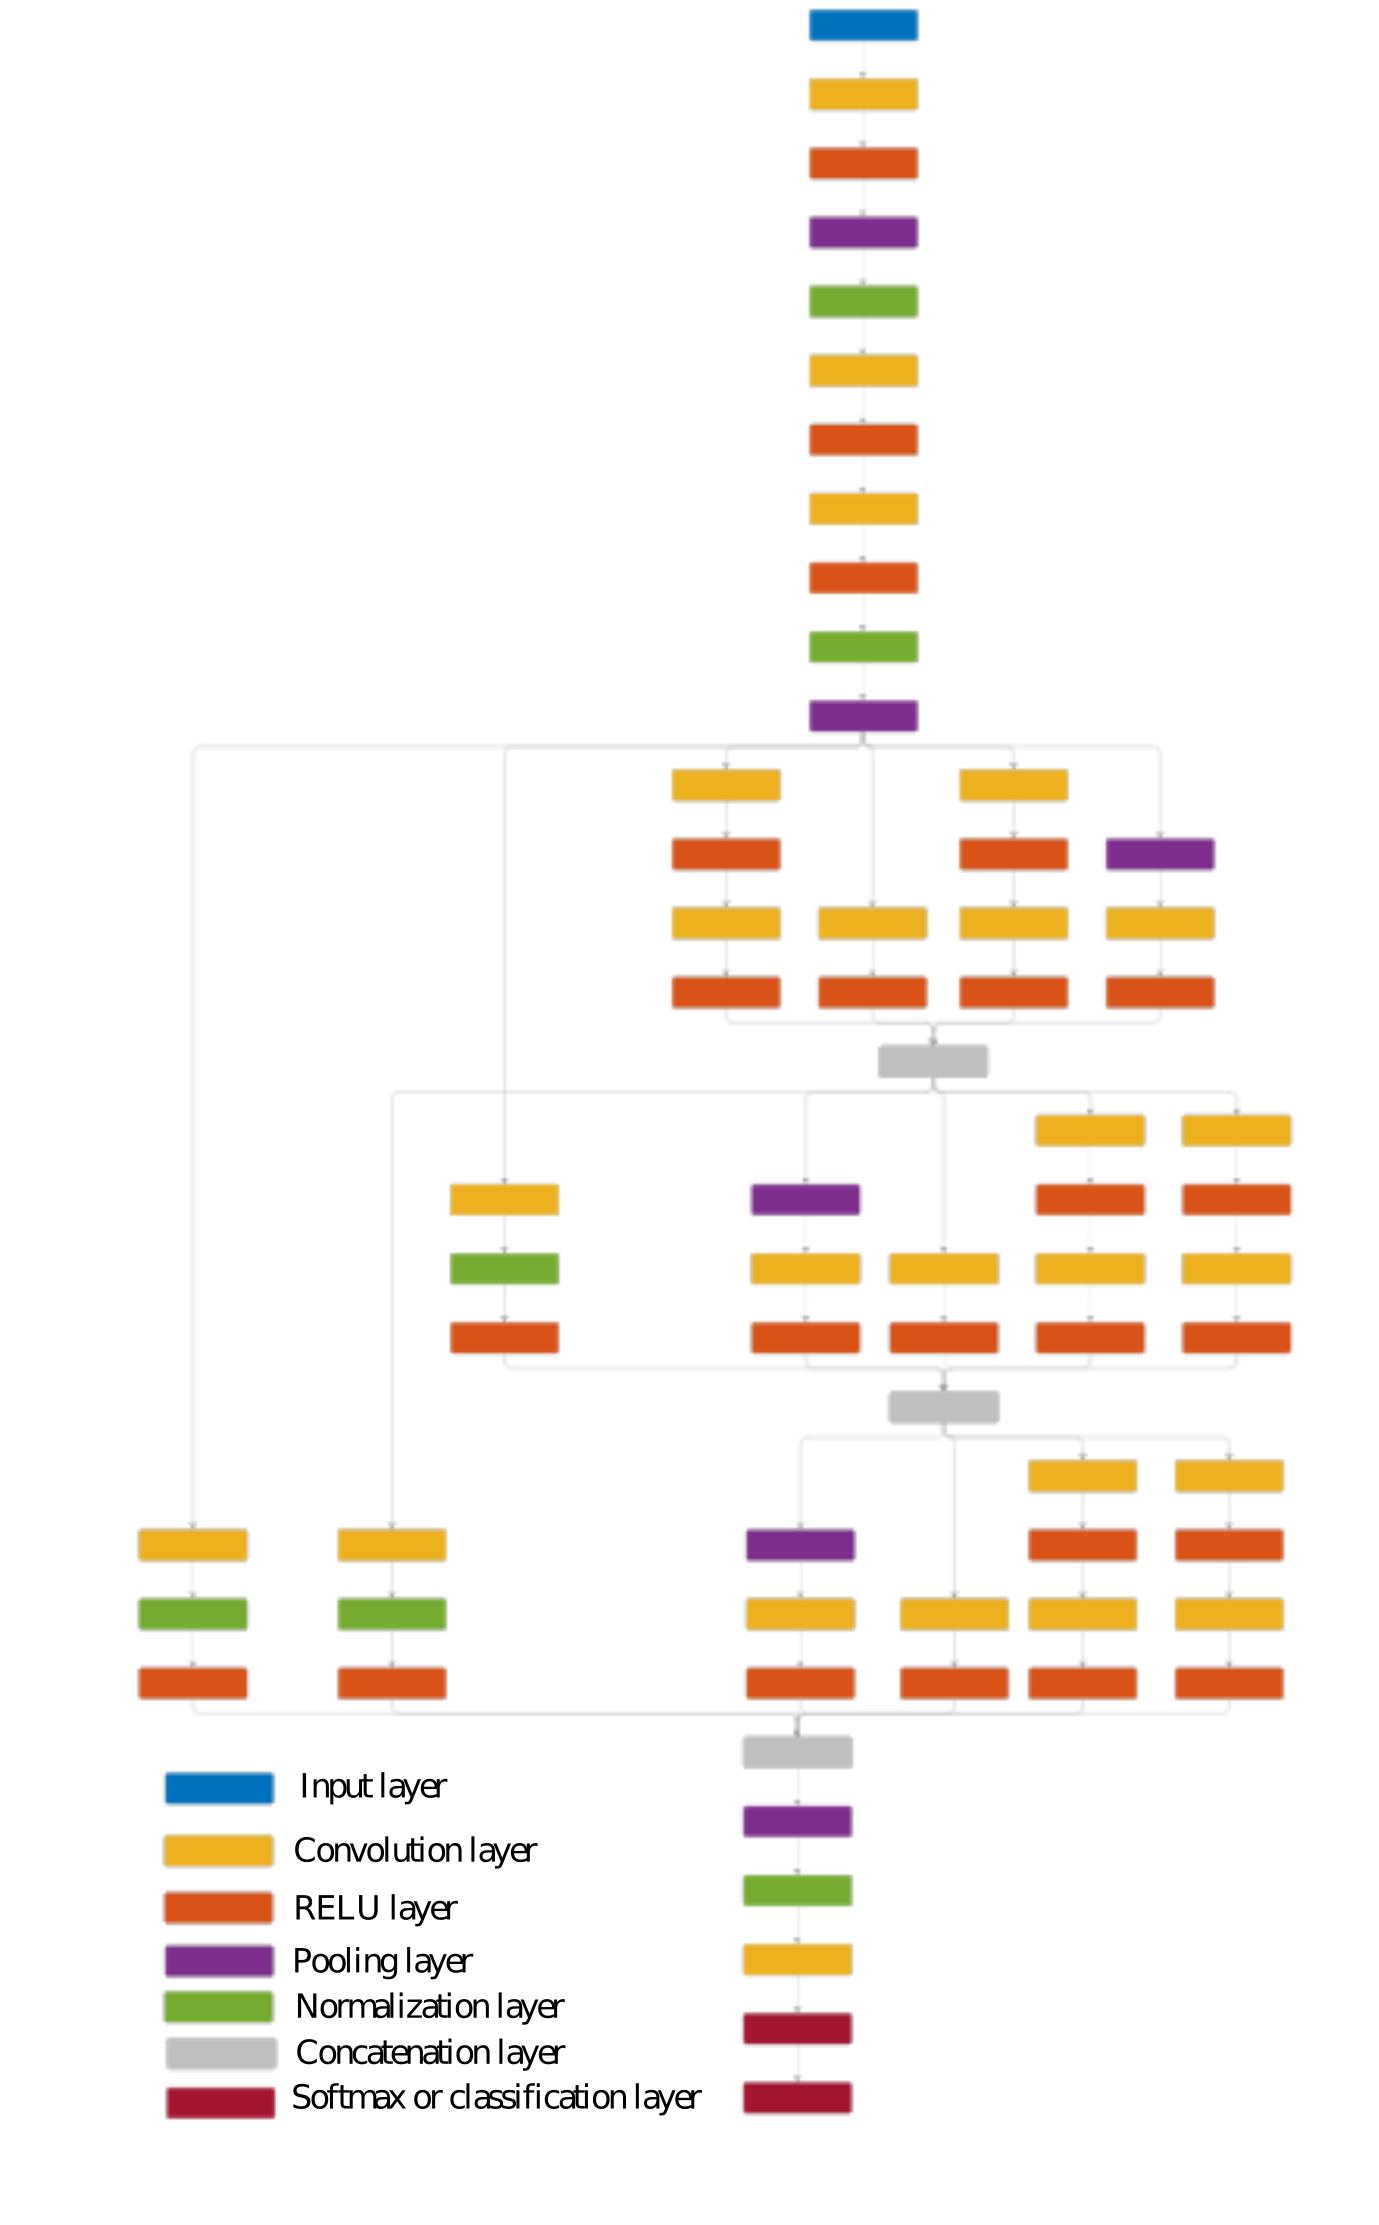 Input layer
Convolution layer
RELU layer
Pooling layer
Normalization layer
Concatenation layer
Softmax or classification layer